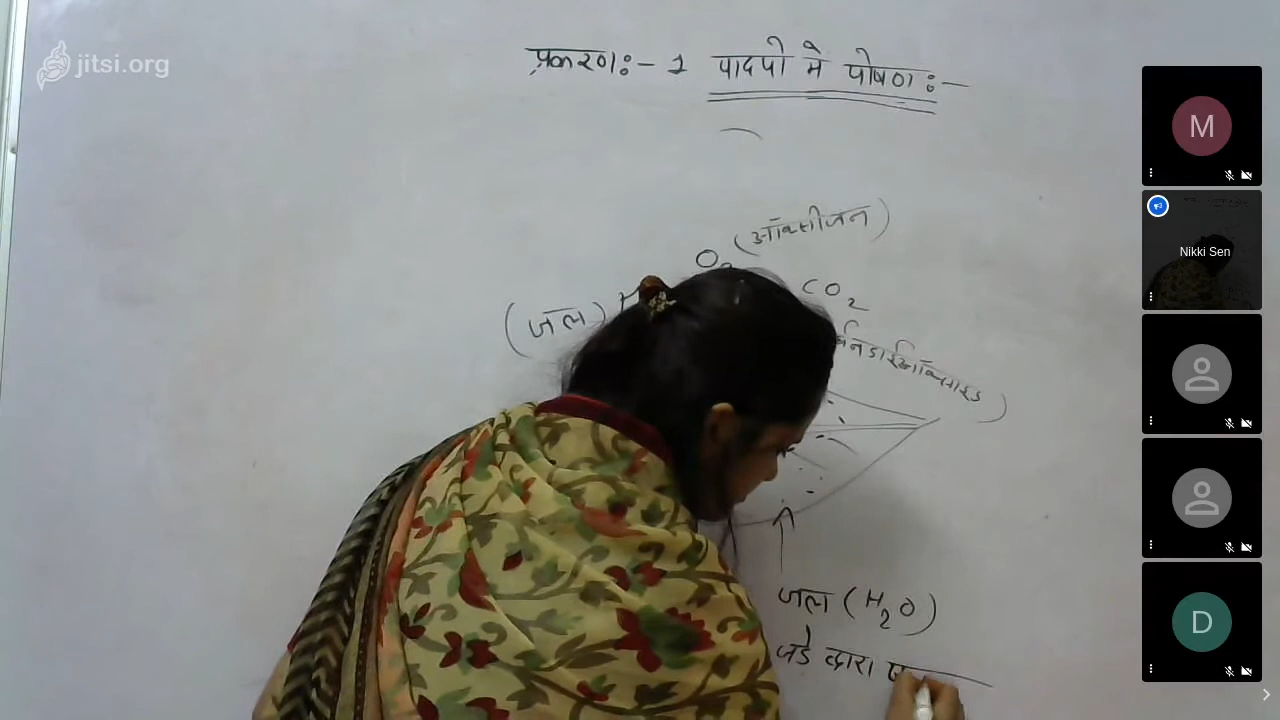 jitsi.org
प्रकरण:- 1 पादपो मे पोषण:-
O₂ (ऑक्सीजन)
CO₂
(जल)
र्बनडाईऑक्साइड)
जल (H₂O)
जडे द्वारा
M
Nikki Sen
D